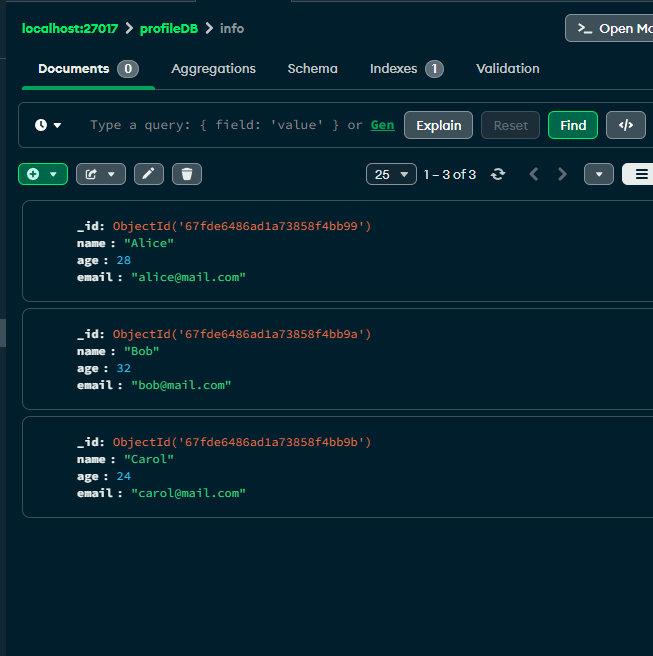 localhost:27017 > profileDB > info
>_ Open Mo
Documents 0 Aggregations Schema Indexes 1 Validation
Type a query: { field: 'value' } or Gen Explain Reset Find </>
25 1 – 3 of 3
_id: ObjectId('67fde6486ad1a73858f4bb99')
name : "Alice"
age : 28
email : "alice@mail.com"
_id: ObjectId('67fde6486ad1a73858f4bb9a')
name : "Bob"
age : 32
email : "bob@mail.com"
_id: ObjectId('67fde6486ad1a73858f4bb9b')
name : "Carol"
age : 24
email : "carol@mail.com"